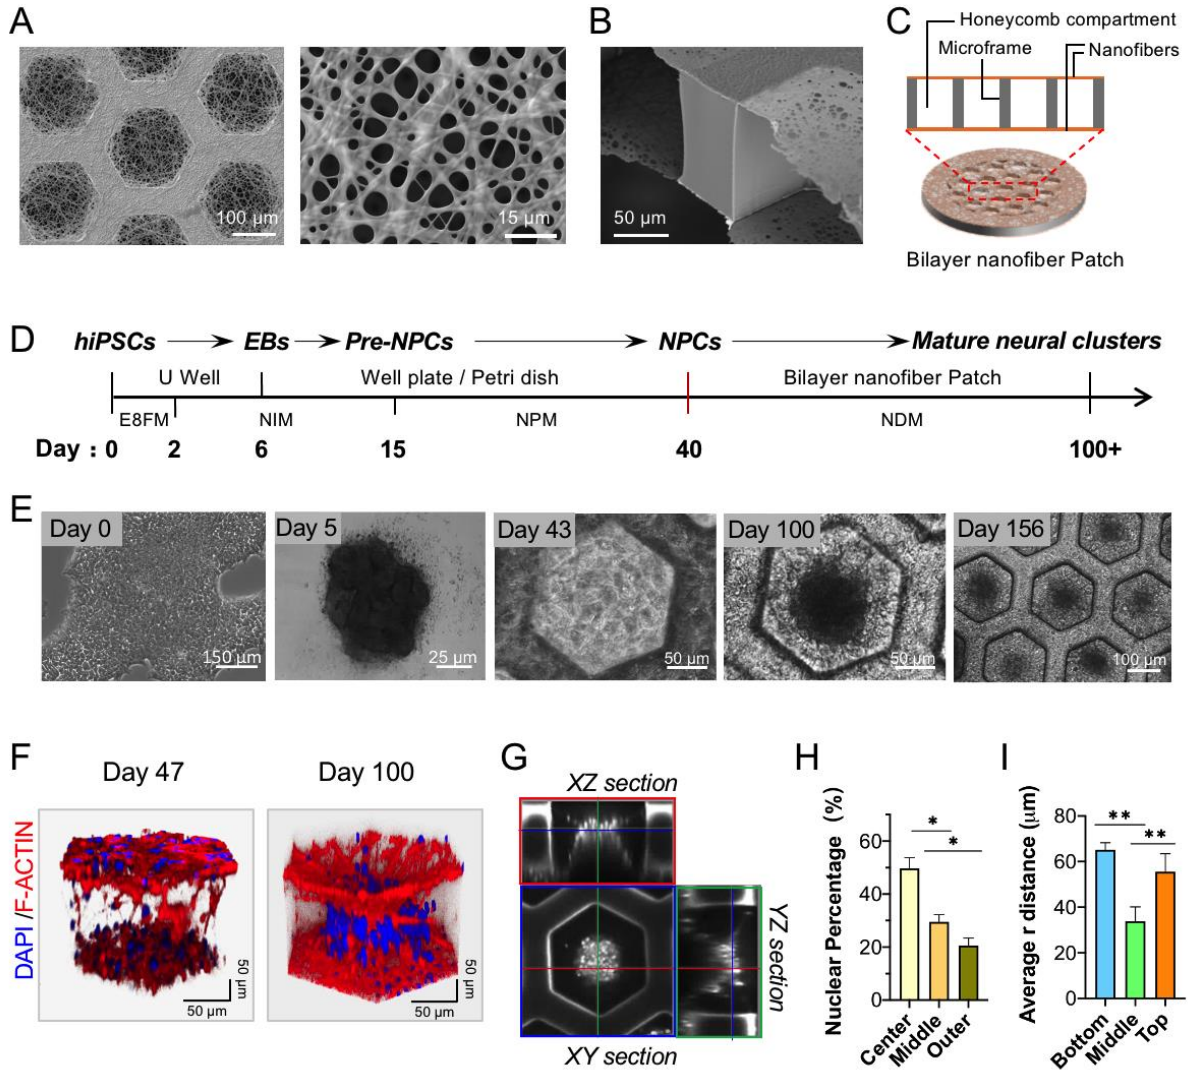 A
100 μm
15 μm
B
50 μm
C
Honeycomb compartment
Microframe
Nanofibers
Bilayer nanofiber Patch
D
hiPSCs EBs Pre-NPCs NPCs Mature neural clusters
U Well Well plate / Petri dish Bilayer nanofiber Patch
E8FM NIM NPM NDM
Day : 0 2 6 15 40 100+
E
Day 0
150 μm
Day 5
25 μm
Day 43
50 μm
Day 100
50 μm
Day 156
100 μm
F
Day 47 Day 100
DAPI /F-ACTIN
50 μm
50 μm
50 μm
50 μm
G
XZ section
YZ section
XY section
H
Nuclear Percentage (%)
60
40
20
0
*
*
Center
Middle
Outer
I
Average r distance (μm)
80
60
40
20
0
**
**
Bottom
Middle
Top